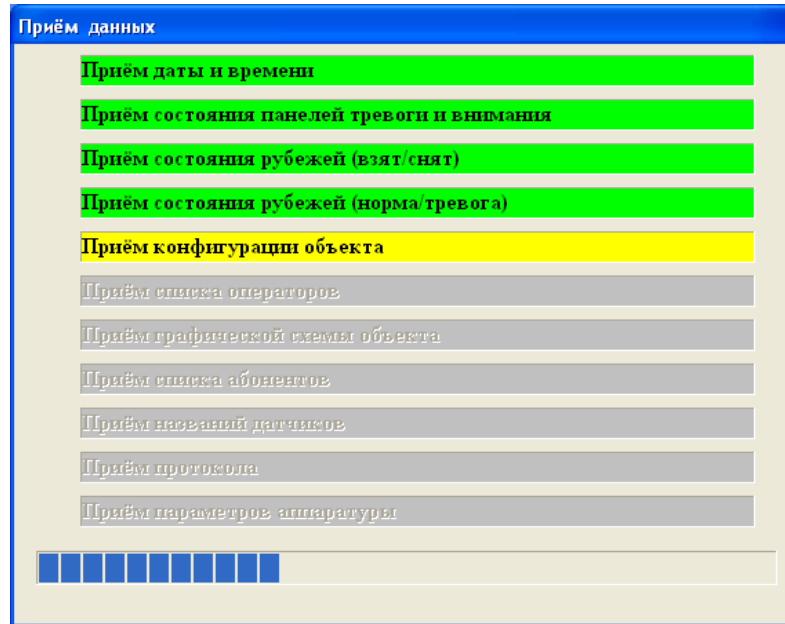 Приём данных
Приём даты и времени
Приём состояния панелей тревоги и внимания
Приём состояния рубежей (взят/снят)
Приём состояния рубежей (норма/тревога)
Приём конфигурации объекта
Приём списка операторов
Приём графической схемы объекта
Приём списка абонентов
Приём названий датчиков
Приём протокола
Приём параметров аппаратуры